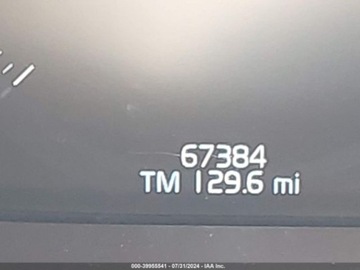 67384
TM 129.6 mi
000-39955541 - 07/31/2024 - IAA Inc.